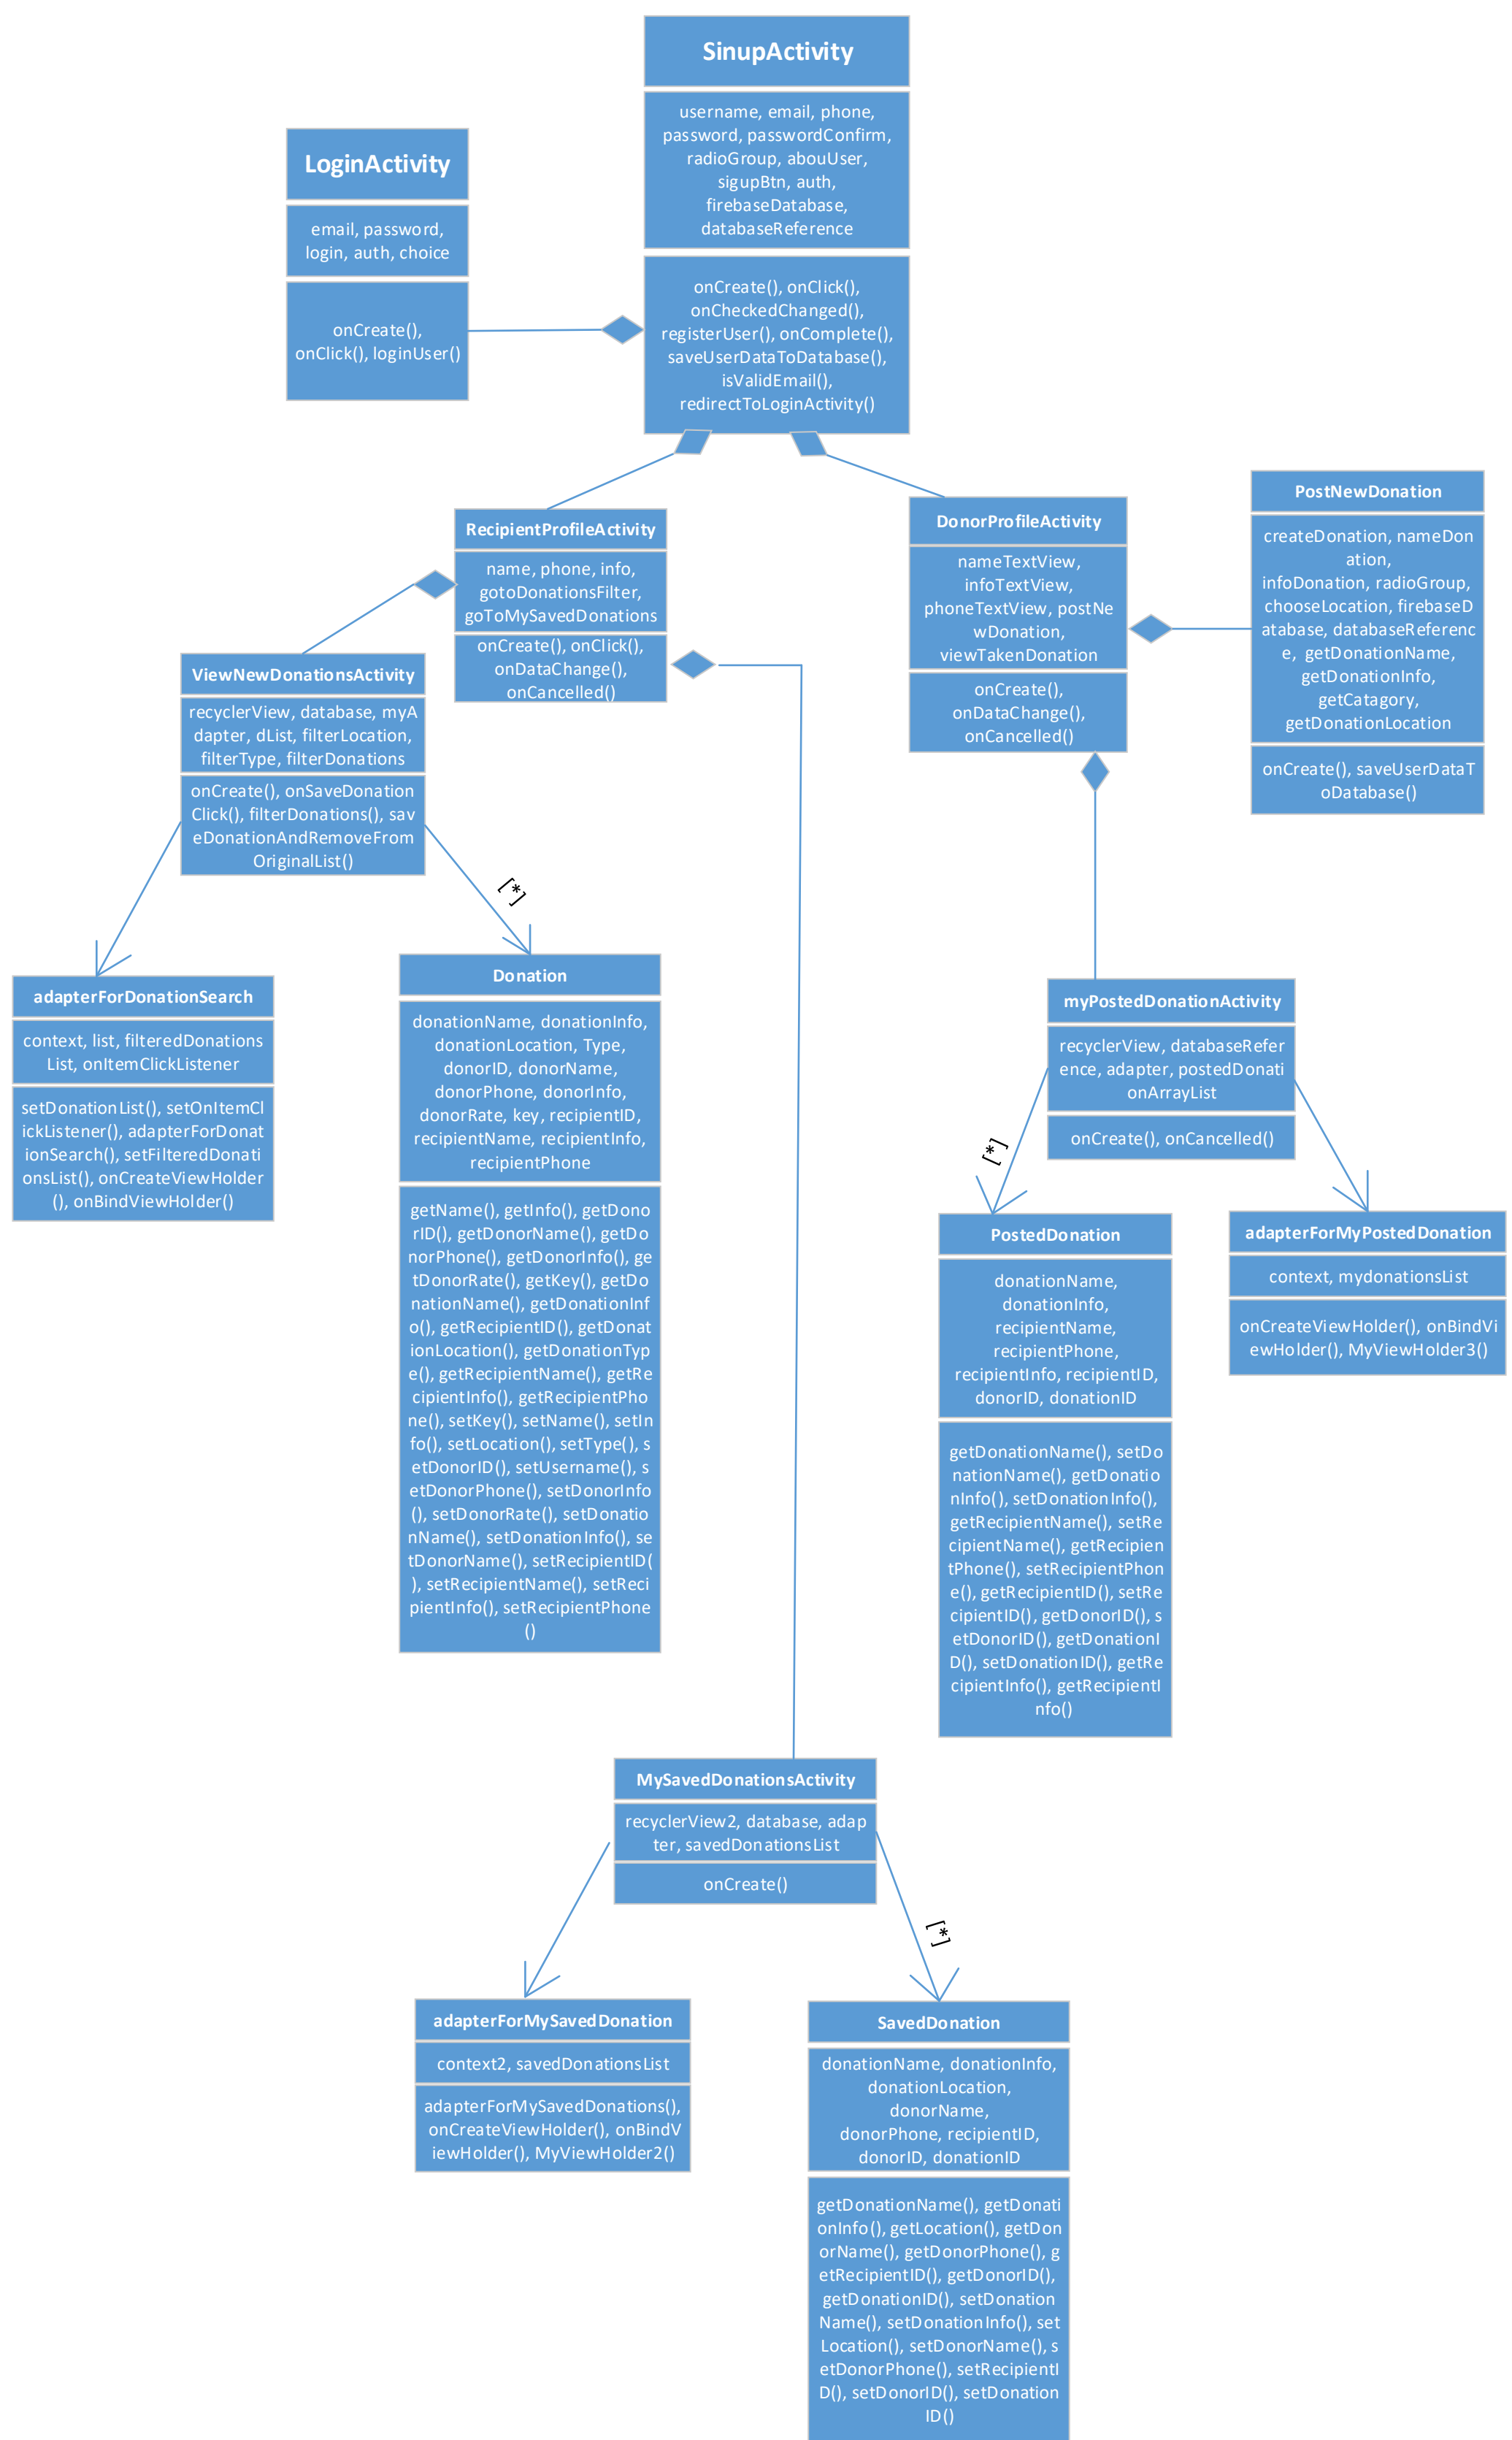 SinupActivity
username, email, phone,
password, passwordConfirm,
radioGroup, abouUser,
sigupBtn, auth,
firebaseDatabase,
databaseReference
onCreate(), onClick(),
onCheckedChanged(),
registerUser(), onComplete(),
saveUserDataToDatabase(),
isValidEmail(),
redirectToLoginActivity()
LoginActivity
email, password,
login, auth, choice
onCreate(),
onClick(), loginUser()
RecipientProfileActivity
name, phone, info,
gotoDonationsFilter,
goToMySavedDonations
onCreate(), onClick(),
onDataChange(),
onCancelled()
DonorProfileActivity
nameTextView,
infoTextView,
phoneTextView, postNe
wDonation,
viewTakenDonation
onCreate(),
onDataChange(),
onCancelled()
PostNewDonation
createDonation, nameDon
ation,
infoDonation, radioGroup,
chooseLocation, firebaseD
atabase, databaseReferenc
e, getDonationName,
getDonationInfo,
getCatagory,
getDonationLocation
onCreate(), saveUserDataT
oDatabase()
ViewNewDonationsActivity
recyclerView, database, myA
dapter, dList, filterLocation,
filterType, filterDonations
onCreate(), onSaveDonation
Click(), filterDonations(), sav
eDonationAndRemoveFrom
OriginalList()
[*]
adapterForDonationSearch
context, list, filteredDonations
List, onItemClickListener
setDonationList(), setOnItemCl
ickListener(), adapterForDonat
ionSearch(), setFilteredDonati
onsList(), onCreateViewHolder
(), onBindViewHolder()
Donation
donationName, donationInfo,
donationLocation, Type,
donorID, donorName,
donorPhone, donorInfo,
donorRate, key, recipientID,
recipientName, recipientInfo,
recipientPhone
getName(), getInfo(), getDono
rID(), getDonorName(), getDo
norPhone(), getDonorInfo(), ge
tDonorRate(), getKey(), getDo
nationName(), getDonationInf
o(), getRecipientID(), getDonat
ionLocation(), getDonationTyp
e(), getRecipientName(), getRe
cipientInfo(), getRecipientPho
ne(), setKey(), setName(), setIn
fo(), setLocation(), setType(), s
etDonorID(), setUsername(), s
etDonorPhone(), setDonorInfo
(), setDonorRate(), setDonatio
nName(), setDonationInfo(), se
tDonorName(), setRecipientID(
), setRecipientName(), setReci
pientInfo(), setRecipientPhone
()
myPostedDonationActivity
recyclerView, databaseRefer
ence, adapter, postedDonati
onArrayList
onCreate(), onCancelled()
[*]
PostedDonation
donationName,
donationInfo,
recipientName,
recipientPhone,
recipientInfo, recipientID,
donorID, donationID
getDonationName(), setDo
nationName(), getDonatio
nInfo(), setDonationInfo(),
getRecipientName(), setRe
cipientName(), getRecipien
tPhone(), setRecipientPhon
e(), getRecipientID(), setRe
cipientID(), getDonorID(), s
etDonorID(), getDonationI
D(), setDonationID(), getRe
cipientInfo(), getRecipientI
nfo()
adapterForMyPostedDonation
context, mydonationsList
onCreateViewHolder(), onBindVi
ewHolder(), MyViewHolder3()
MySavedDonationsActivity
recyclerView2, database, adap
ter, savedDonationsList
onCreate()
[*]
adapterForMySavedDonation
context2, savedDonationsList
adapterForMySavedDonations(),
onCreateViewHolder(), onBindV
iewHolder(), MyViewHolder2()
SavedDonation
donationName, donationInfo,
donationLocation,
donorName,
donorPhone, recipientID,
donorID, donationID
getDonationName(), getDonati
onInfo(), getLocation(), getDon
orName(), getDonorPhone(), g
etRecipientID(), getDonorID(),
getDonationID(), setDonation
Name(), setDonationInfo(), set
Location(), setDonorName(), s
etDonorPhone(), setRecipientI
D(), setDonorID(), setDonation
ID()